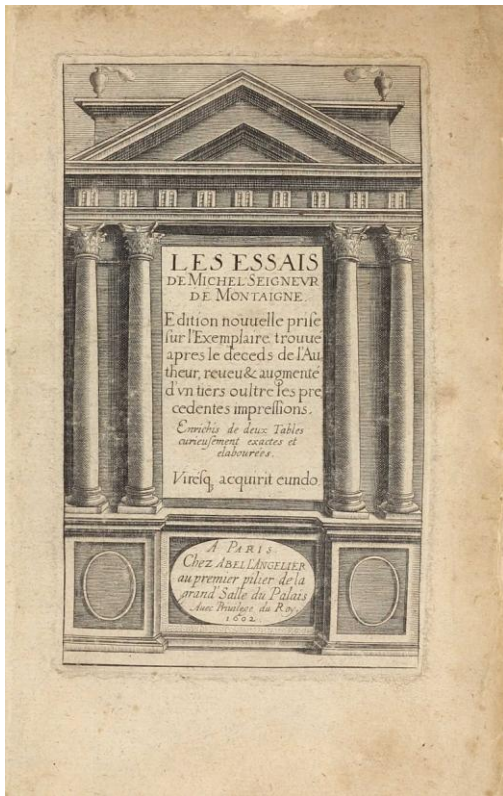 LES ESSAIS
DE MICHEL SEIGNEVR
DE MONTAIGNE.
Edition nouuelle prise
sur l'Exemplaire trouué
apres le deceds de l'Au
theur, reueu & augmenté
d'vn tiers oultre les pre
cedentes impressions.
Enrichis de deux Tables
curieusement exactes et
elabourées.
Virésq, acquirit eundo.
A PARIS
Chez ABEL L'ANGELIER
au premier pilier de la
grand' Salle du Palais
Auec Priuilege du Roy.
1602